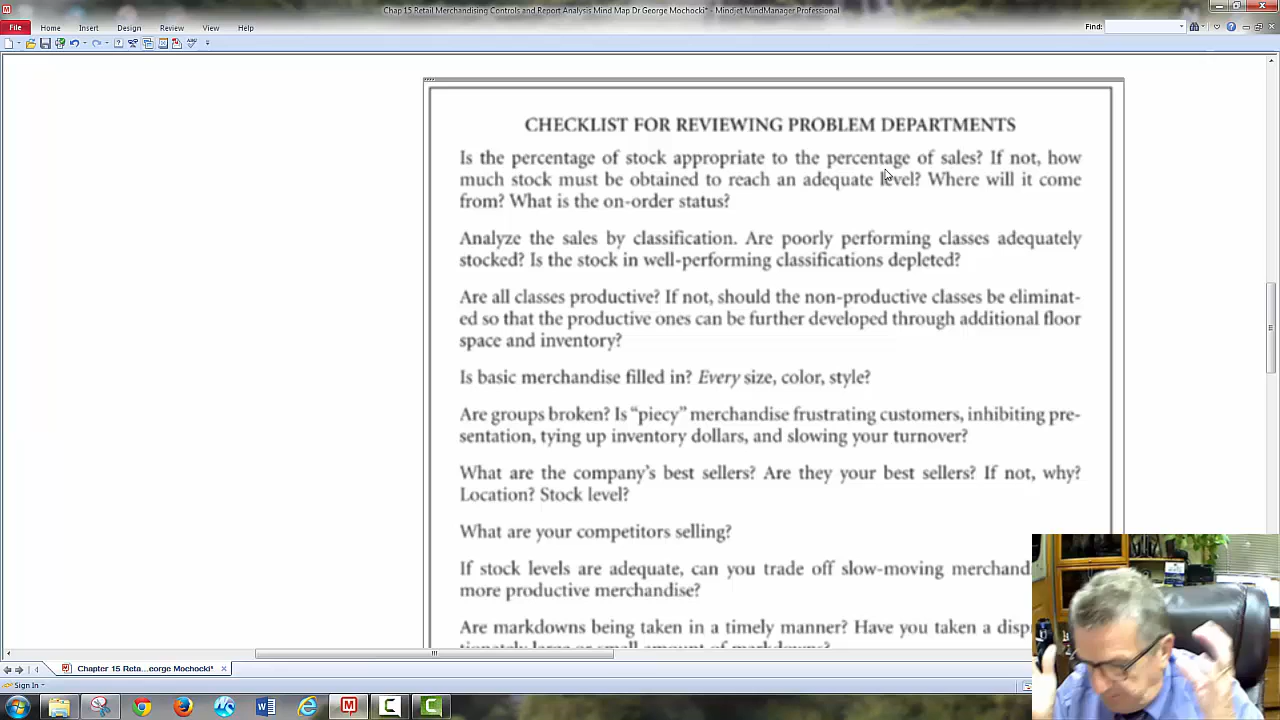 Chap 15 Retail Merchandising Controls and Report Analysis Mind Map Dr George Mochocki* - Mindjet MindManager Professional
File Home Insert Design Review View Help Find:
CHECKLIST FOR REVIEWING PROBLEM DEPARTMENTS
Is the percentage of stock appropriate to the percentage of sales? If not, how
much stock must be obtained to reach an adequate level? Where will it come
from? What is the on-order status?
Analyze the sales by classification. Are poorly performing classes adequately
stocked? Is the stock in well-performing classifications depleted?
Are all classes productive? If not, should the non-productive classes be eliminat-
ed so that the productive ones can be further developed through additional floor
space and inventory?
Is basic merchandise filled in? Every size, color, style?
Are groups broken? Is “piecy” merchandise frustrating customers, inhibiting pre-
sentation, tying up inventory dollars, and slowing your turnover?
What are the company’s best sellers? Are they your best sellers? If not, why?
Location? Stock level?
What are your competitors selling?
If stock levels are adequate, can you trade off slow-moving merchand
more productive merchandise?
Are markdowns being taken in a timely manner? Have you taken a disp
Chapter 15 Reta...eorge Mochocki*
Sign In